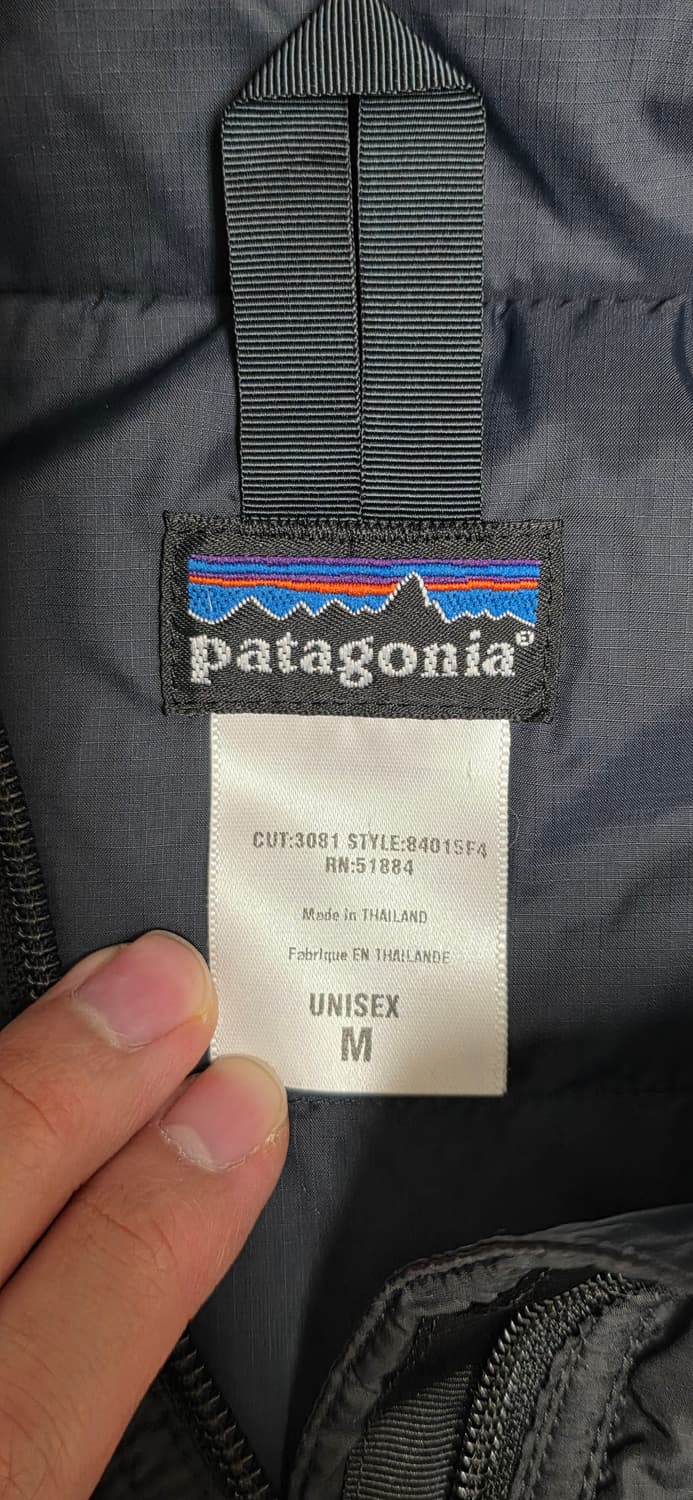 patagonia®
CUT:3081 STYLE:84015F4
RN:51884
Made in THAILAND
Fabrique EN THAILANDE
UNISEX
M